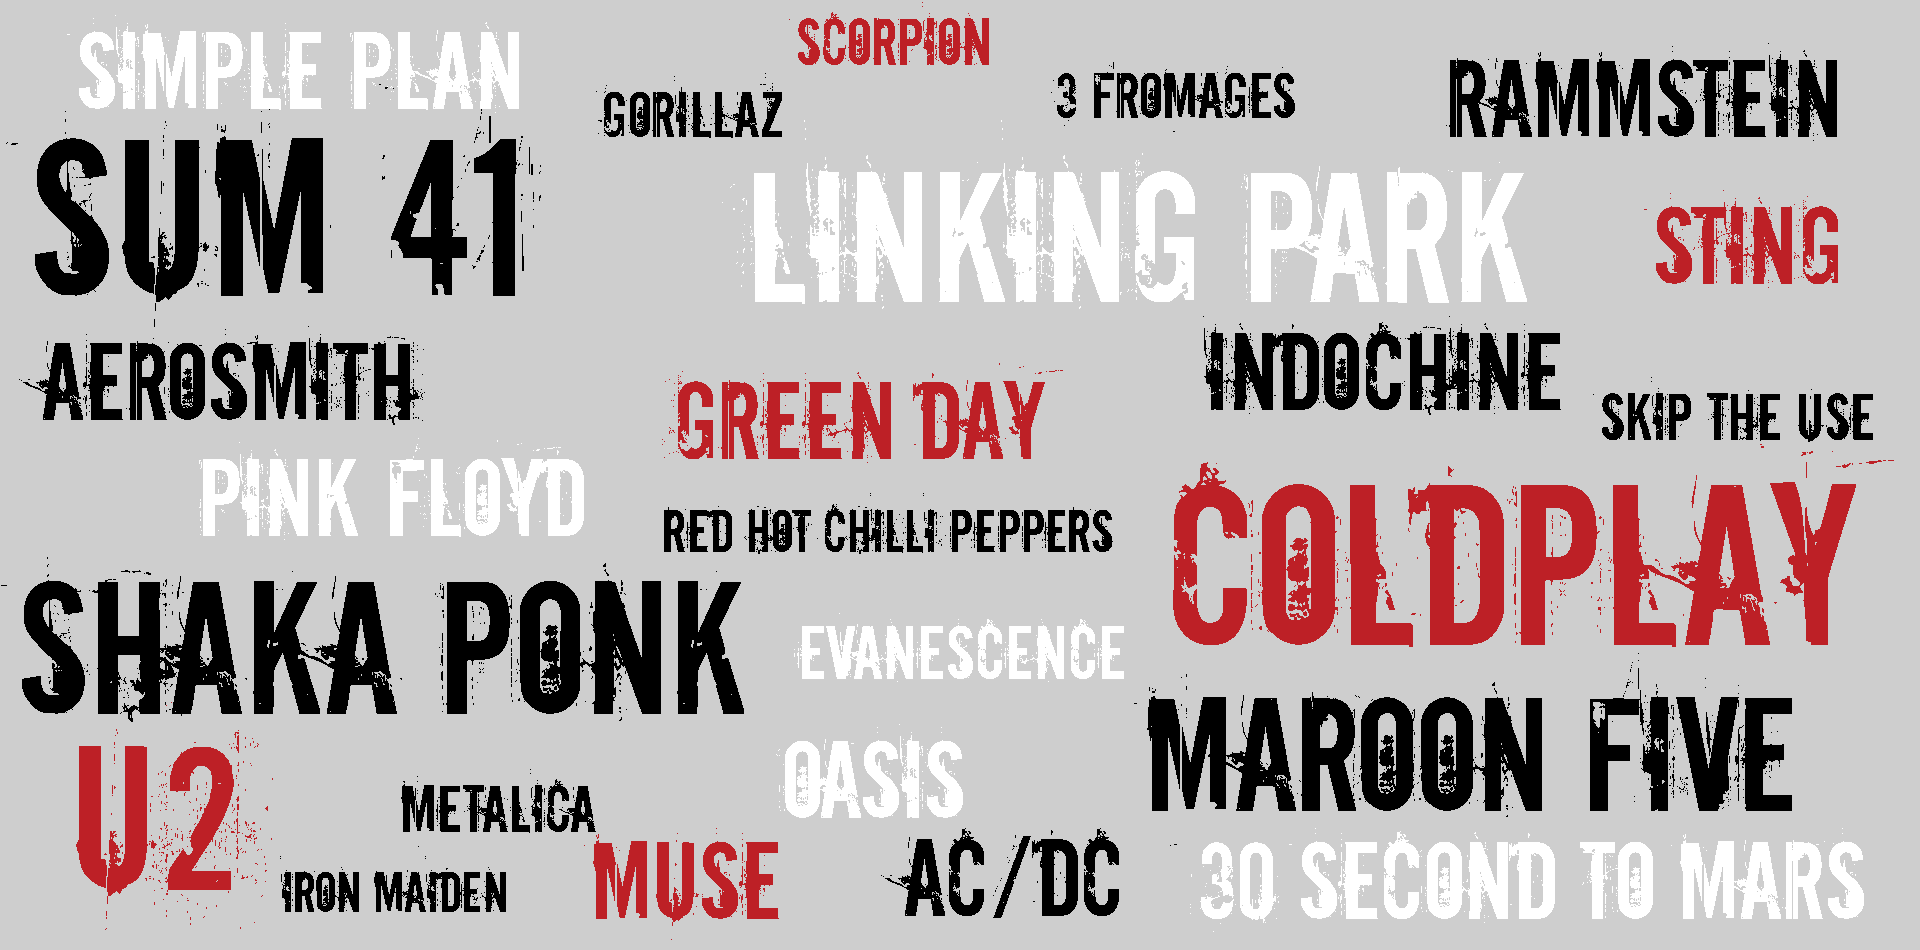 SIMPLE PLAN
SCORPION
GORILLAZ
3 FROMAGES
RAMMSTEIN
SUM 41
LINKING PARK
STING
AEROSMITH
GREEN DAY
INDOCHINE
SKIP THE USE
PINK FLOYD
RED HOT CHILLI PEPPERS
COLDPLAY
SHAKA PONK
EVANESCENCE
MAROON FIVE
U2
METALICA
OASIS
IRON MAIDEN
MUSE
AC/DC
30 SECOND TO MARS